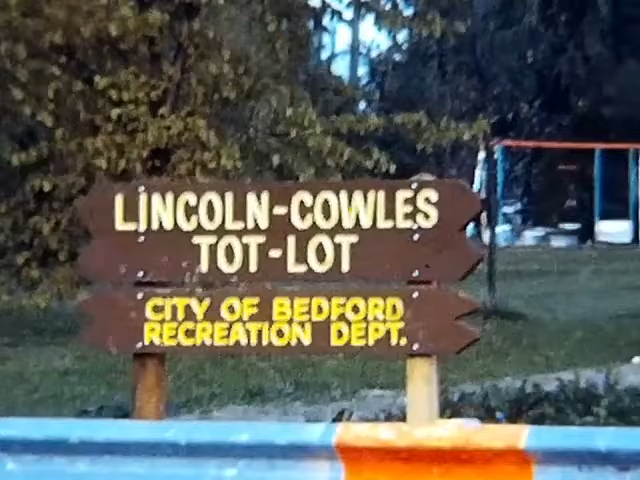 LINCOLN-COWLES
TOT-LOT
CITY OF BEDFORD
RECREATION DEPT.